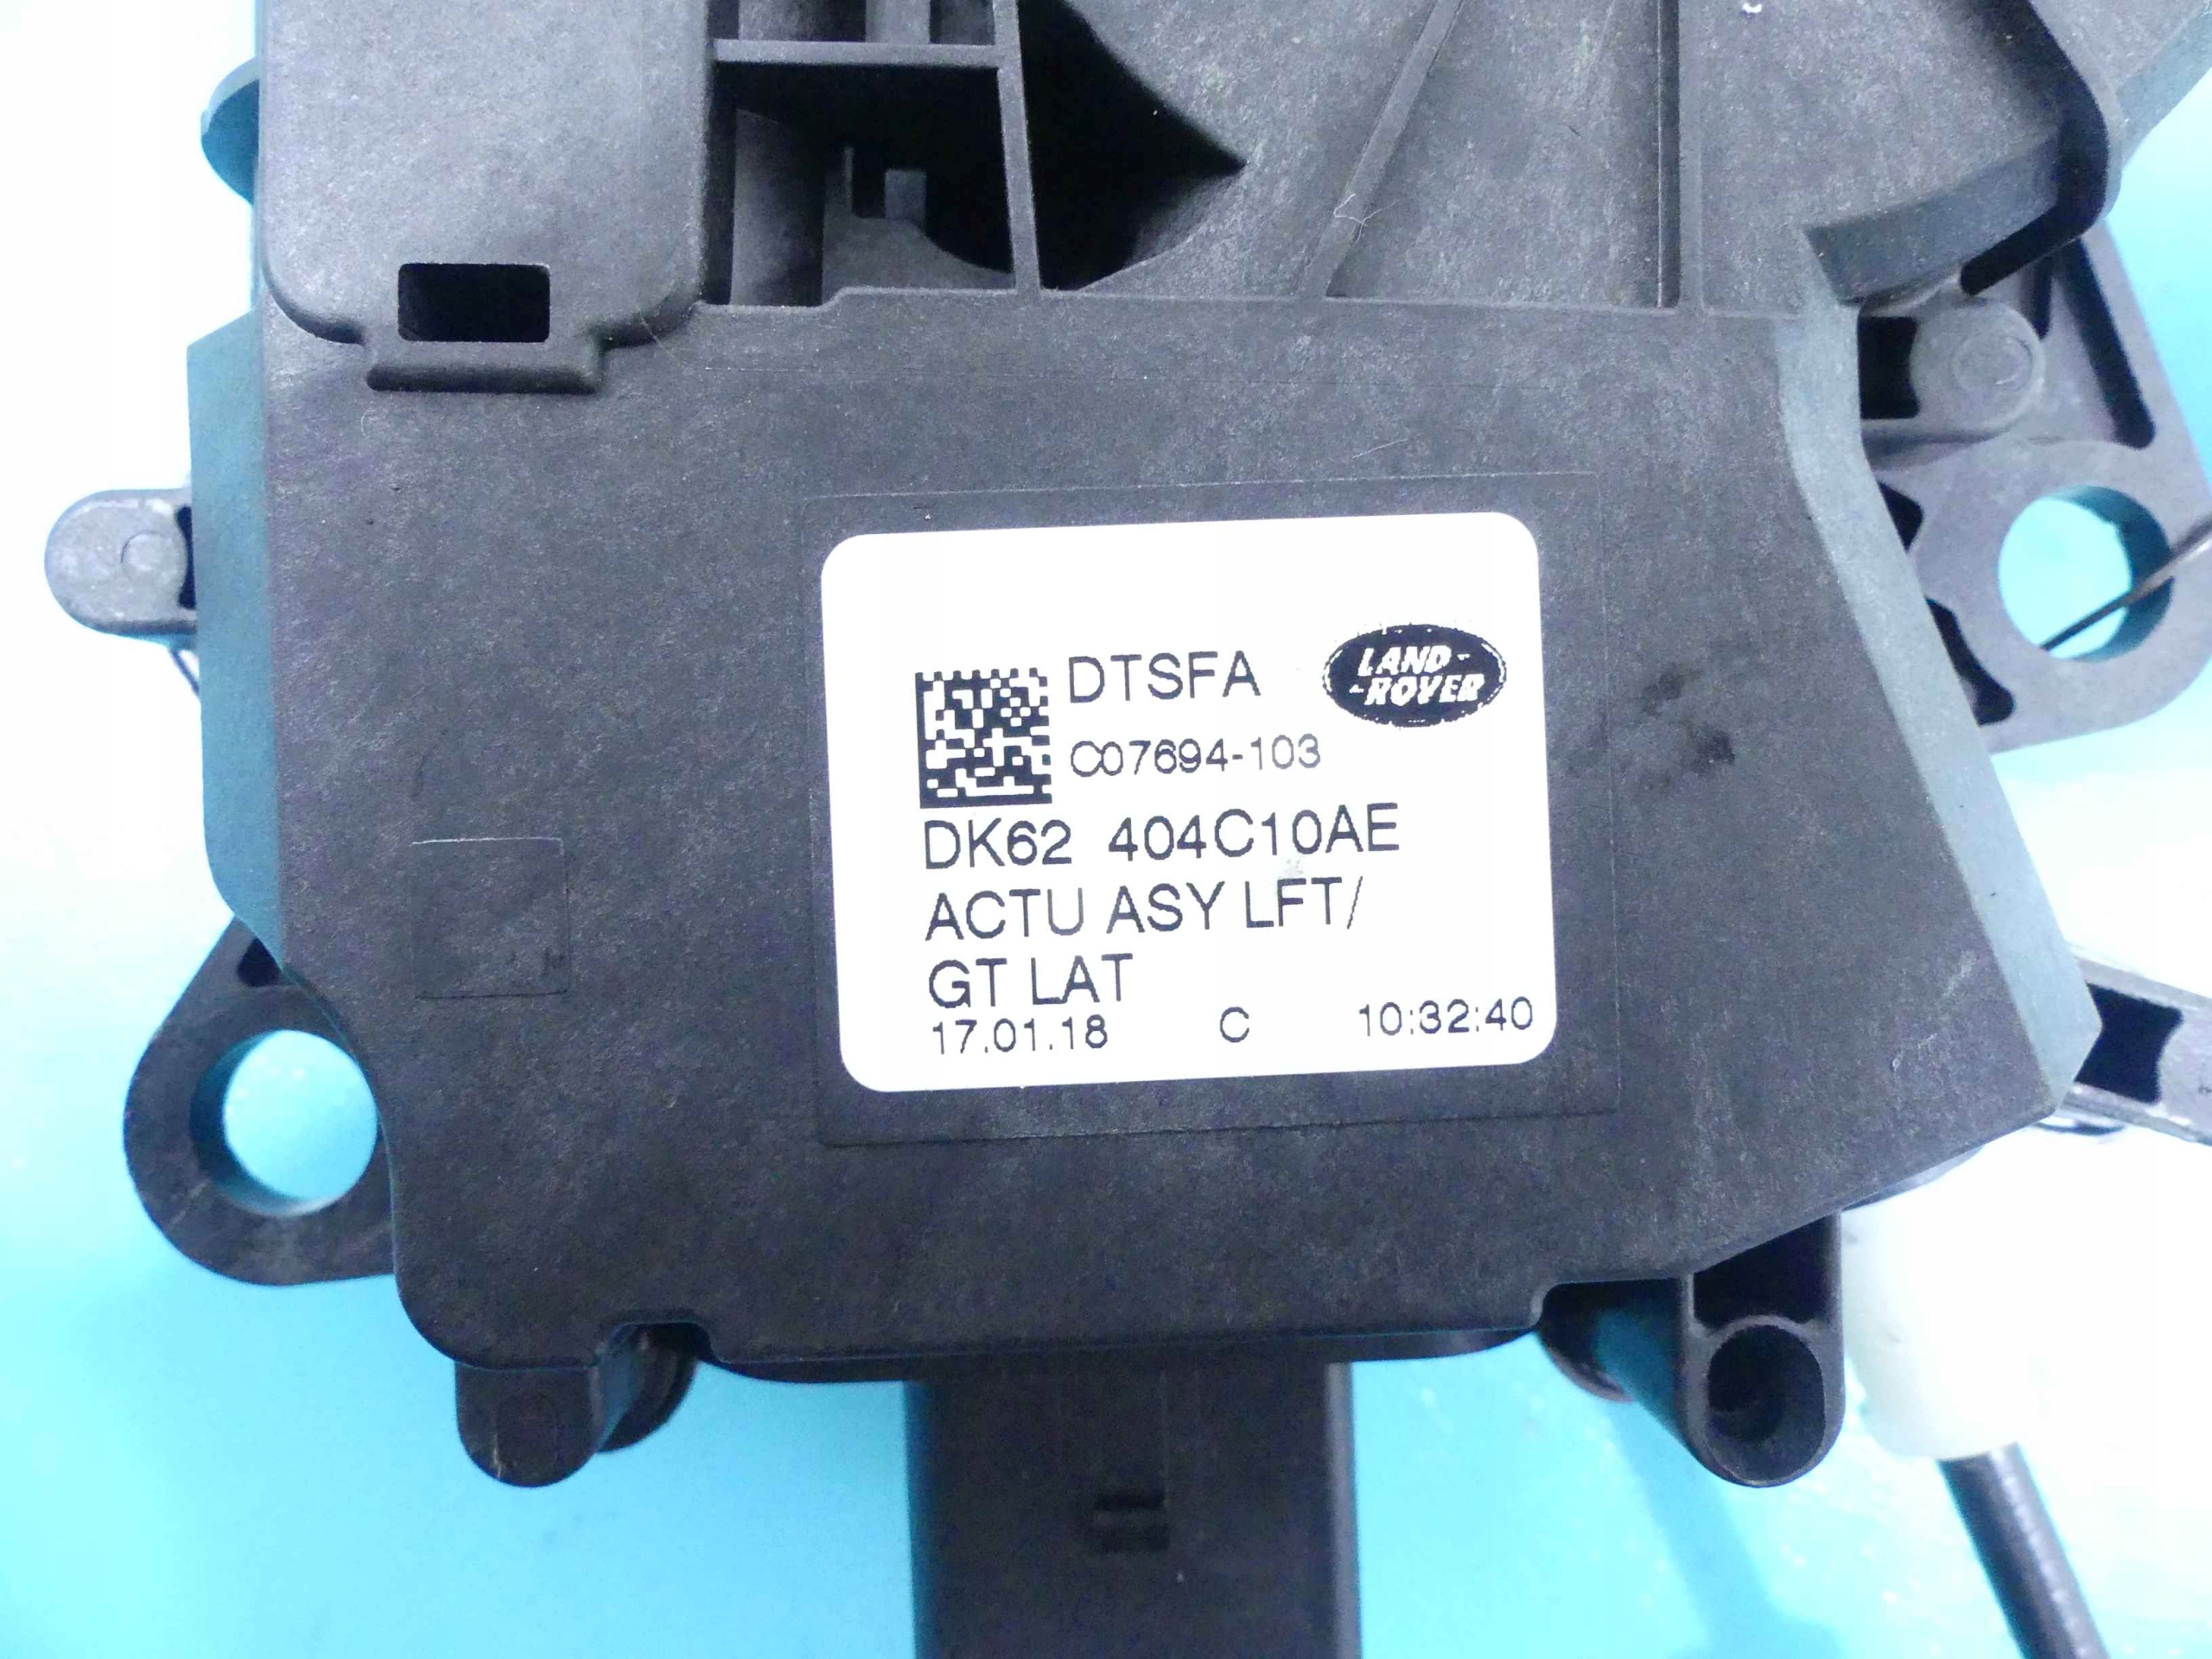 DTSFA
LAND-
-ROVER
C07694-103
DK62 404C10AE
ACTU ASY LFT/
GT LAT
17.01.18 C 10:32:40